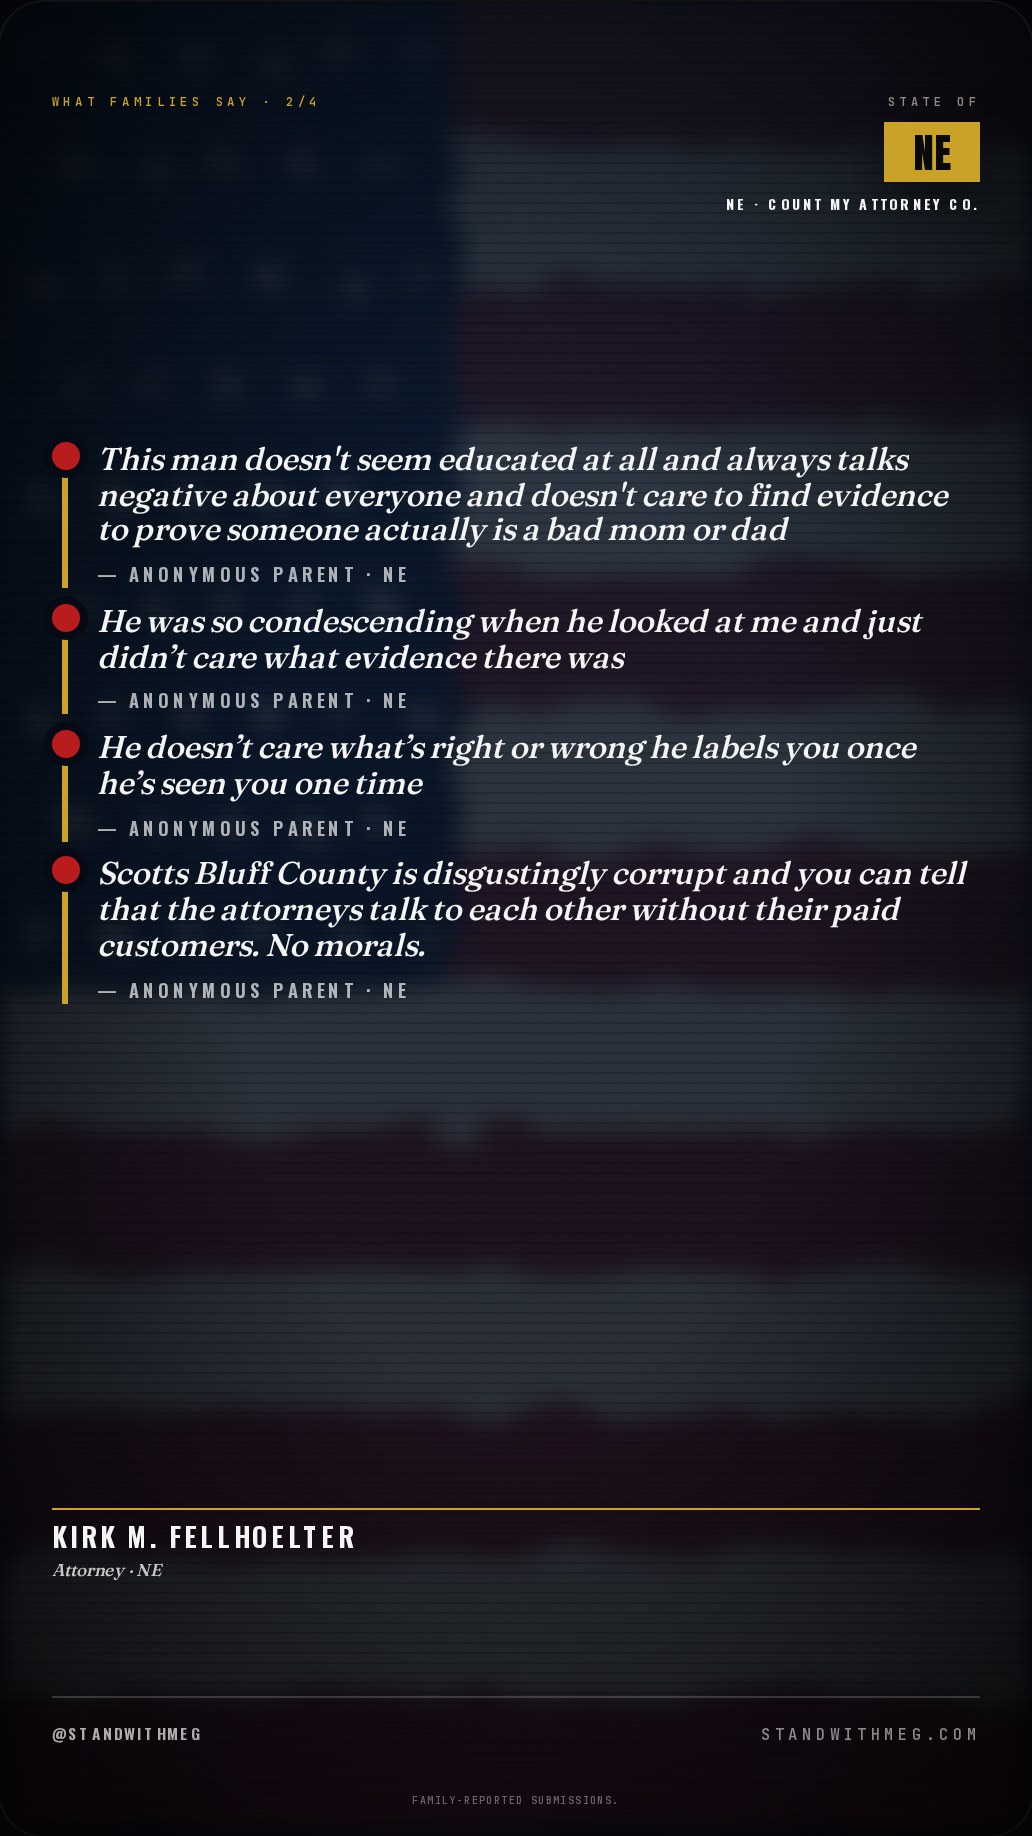 WHAT FAMILIES SAY · 2/4
STATE OF
NE
NE · COUNT MY ATTORNEY CO.
This man doesn't seem educated at all and always talks
negative about everyone and doesn't care to find evidence
to prove someone actually is a bad mom or dad
— ANONYMOUS PARENT · NE
He was so condescending when he looked at me and just
didn’t care what evidence there was
— ANONYMOUS PARENT · NE
He doesn’t care what’s right or wrong he labels you once
he’s seen you one time
— ANONYMOUS PARENT · NE
Scotts Bluff County is disgustingly corrupt and you can tell
that the attorneys talk to each other without their paid
customers. No morals.
— ANONYMOUS PARENT · NE
KIRK M. FELLHOELTER
Attorney · NE
@STANDWITHMEG
STANDWITHMEG.COM
FAMILY-REPORTED SUBMISSIONS.